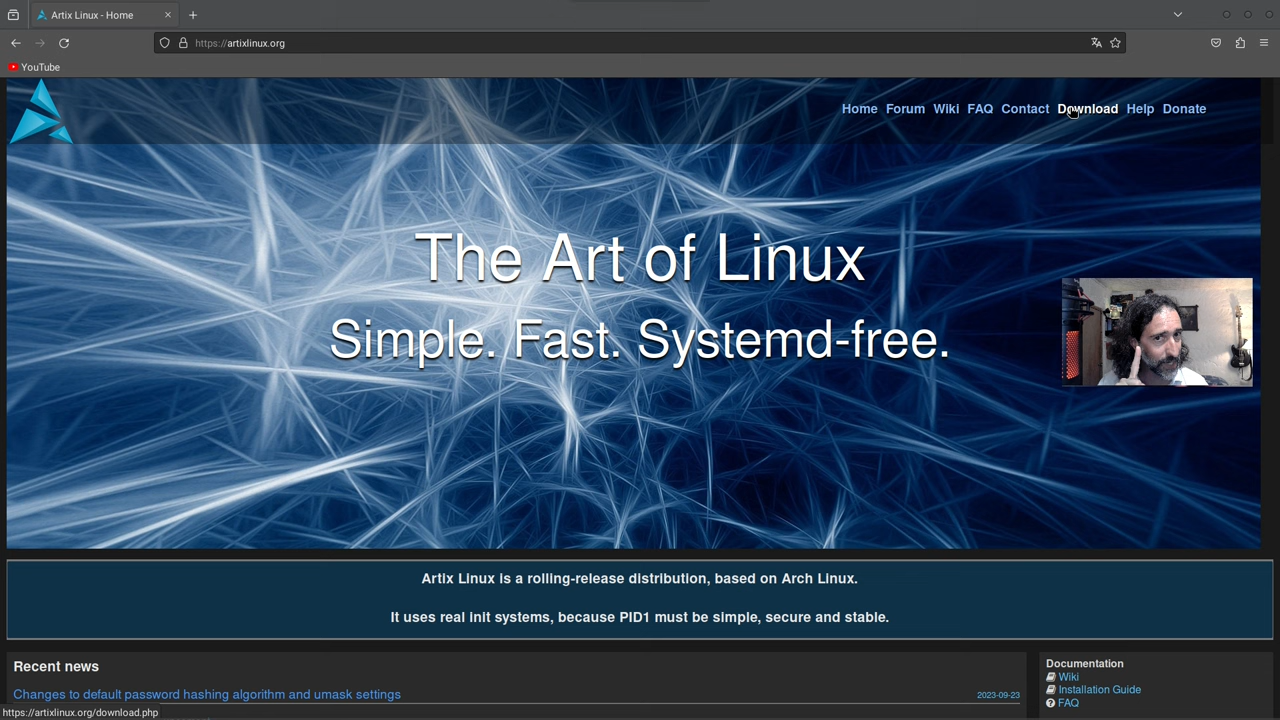 Artix Linux - Home
https://artixlinux.org
YouTube
Home Forum Wiki FAQ Contact Download Help Donate
The Art of Linux
Simple. Fast. Systemd-free.
Artix Linux is a rolling-release distribution, based on Arch Linux.
It uses real init systems, because PID1 must be simple, secure and stable.
Recent news
Changes to default password hashing algorithm and umask settings 2023-09-23
Documentation
Wiki
Installation Guide
FAQ
https://artixlinux.org/download.php